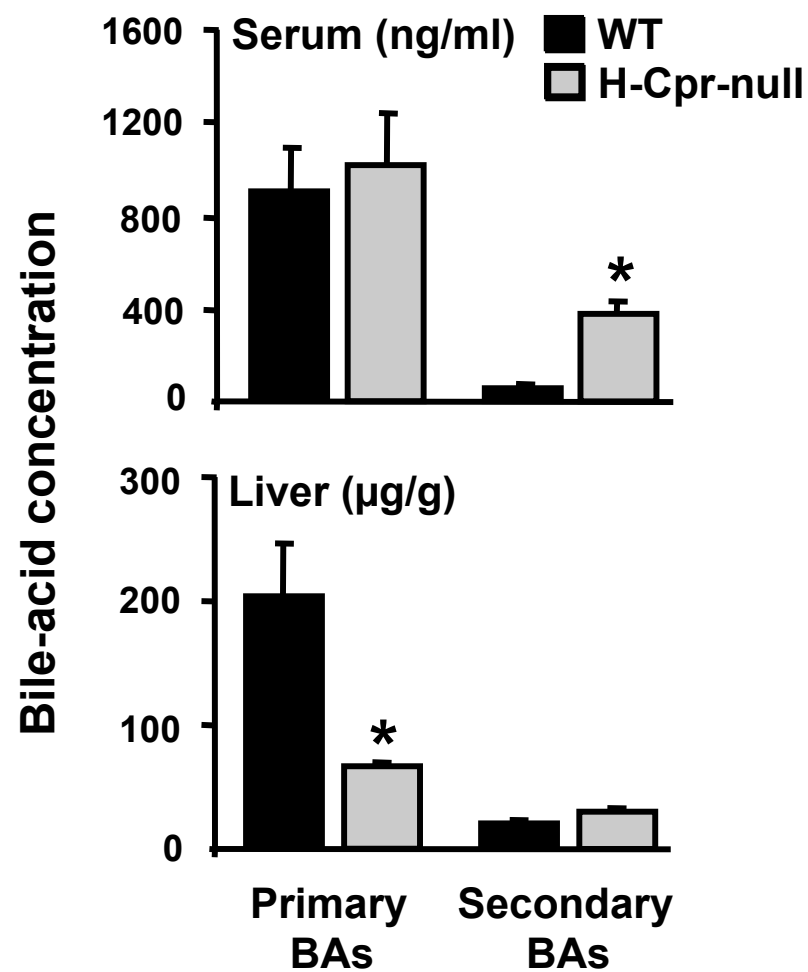 Bile-acid concentration
Serum (ng/ml)
WT
H-Cpr-null
1600
1200
800
400
0
*
Liver (µg/g)
300
200
100
0
*
Primary
BAs
Secondary
BAs